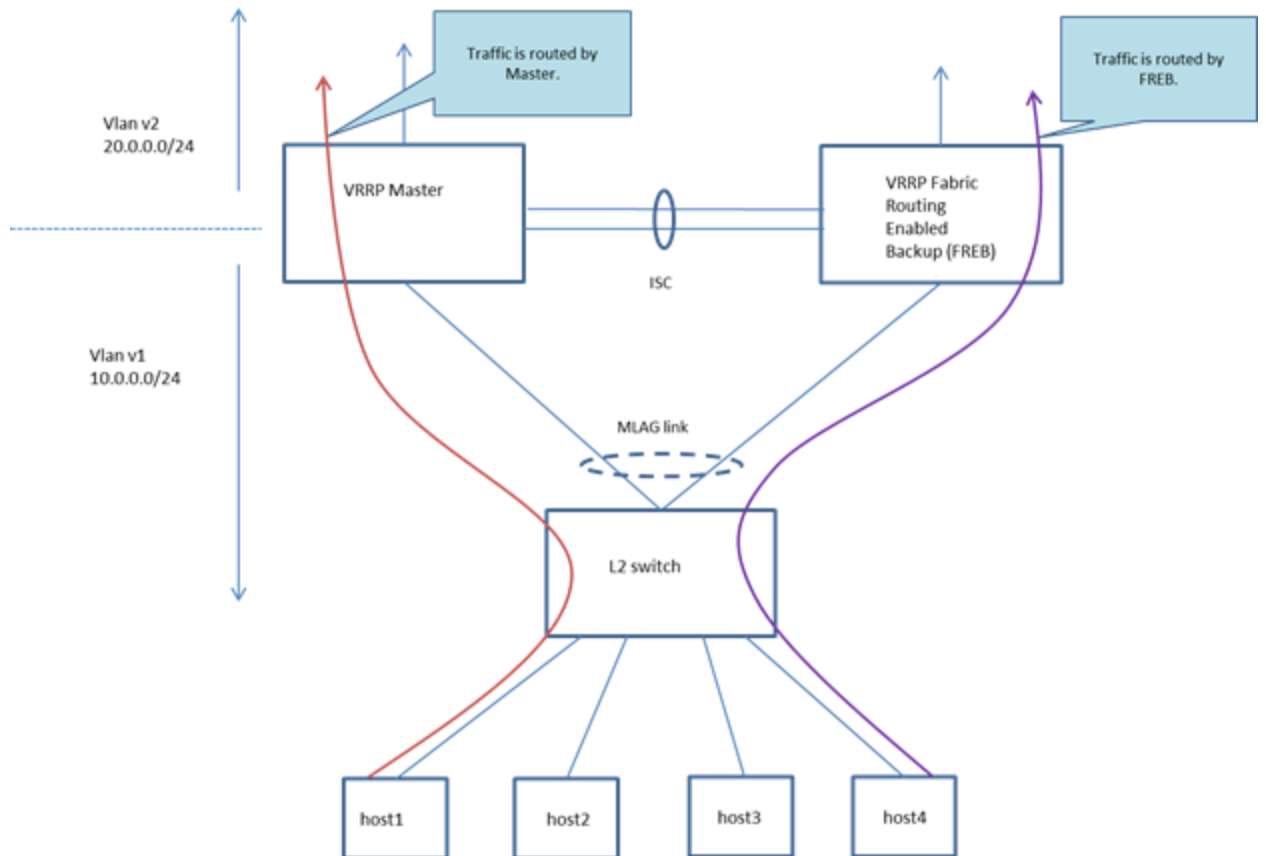 Traffic is routed by
Master.
Traffic is routed by
FREB.
Vlan v2
20.0.0.0/24
VRRP Master
VRRP Fabric
Routing
Enabled
Backup (FREB)
ISC
Vlan v1
10.0.0.0/24
MLAG link
L2 switch
host1
host2
host3
host4